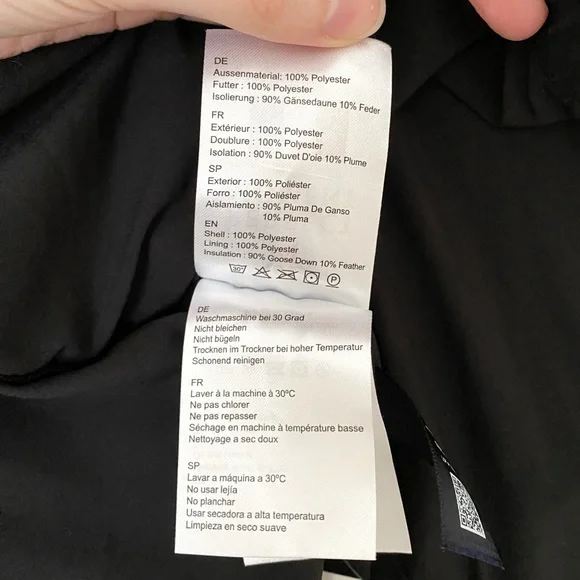 DE
Aussenmaterial: 100% Polyester
Futter : 100% Polyester
Isolierung : 90% Gänsedaune 10% Feder
FR
Extérieur : 100% Polyester
Doublure : 100% Polyester
Isolation : 90% Duvet D'oie 10% Plume
SP
Exterior : 100% Poliéster
Forro : 100% Poliéster
Aislamiento : 90% Pluma De Ganso
10% Pluma
EN
Shell : 100% Polyester
Lining : 100% Polyester
Insulation : 90% Goose Down 10% Feather
30° P
DE
Waschmaschine bei 30 Grad
Nicht bleichen
Nicht bügeln
Trocknen im Trockner bei hoher Temperatur
Schonend reinigen
FR
Laver à la machine à 30ºC
Ne pas chlorer
Ne pas repasser
Séchage en machine à température basse
Nettoyage a sec doux
SP
Lavar a máquina a 30ºC
No usar lejía
No planchar
Usar secadora a alta temperatura
Limpieza en seco suave